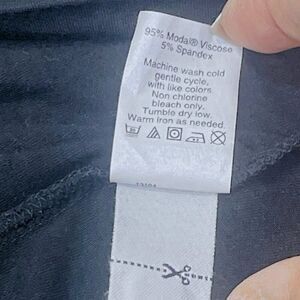 95% Modal® Viscose
5% Spandex
Machine wash cold
gentle cycle,
with like colors.
Non chlorine
bleach only.
Tumble dry low.
Warm iron as needed.